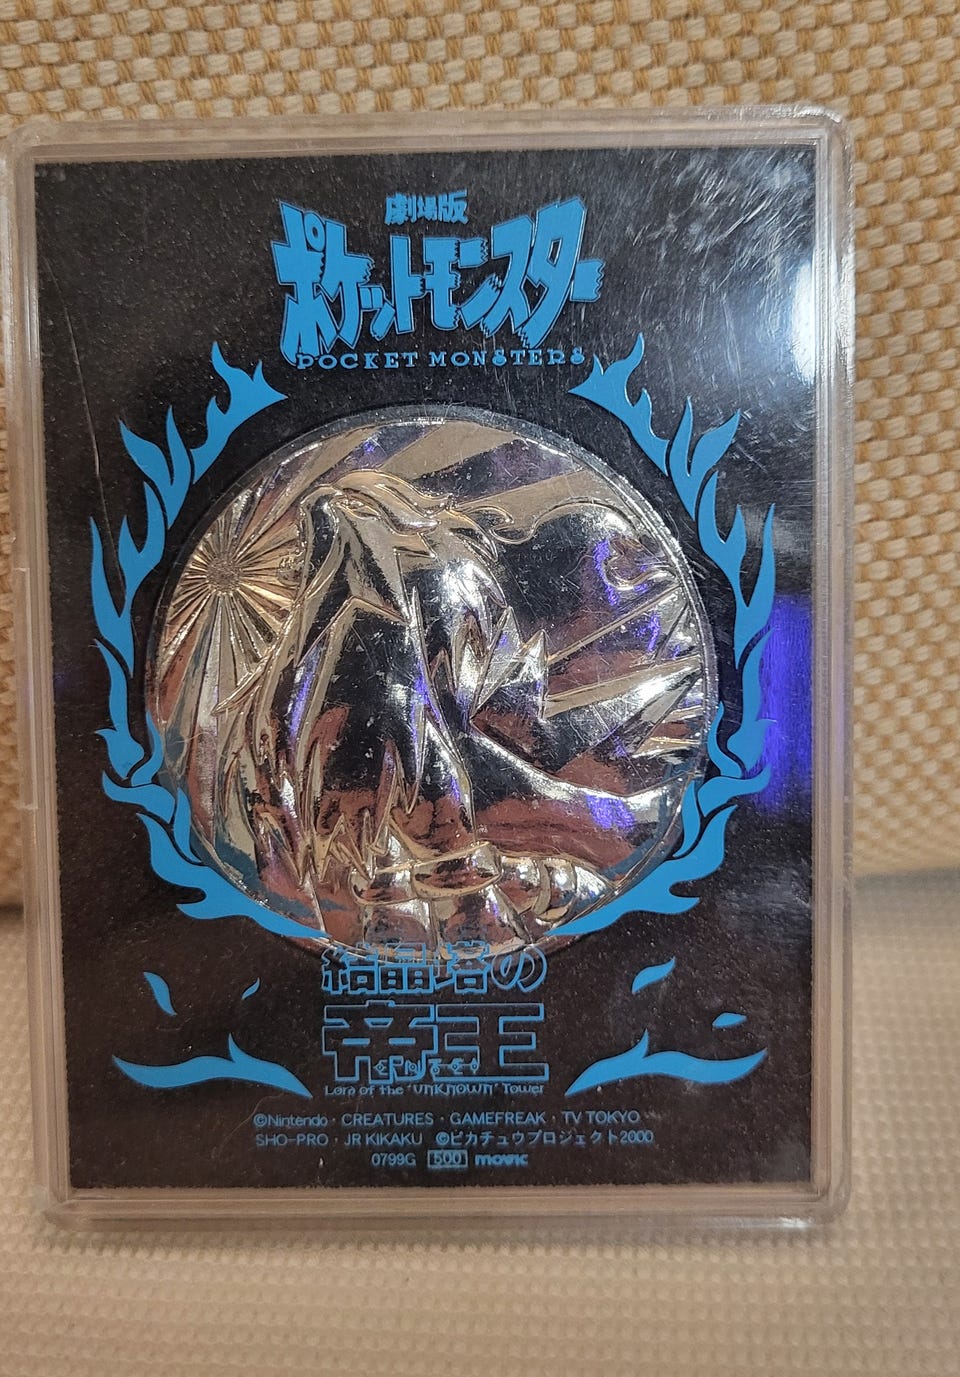 劇場版
ポケットモンスター
POCKET MONSTERS
結晶塔の
帝王
ENTEI
Lord of the "UNKNOWN" Tower
©Nintendo・CREATURES・GAMEFREAK・TV TOKYO
SHO-PRO・JR KIKAKU ©ピカチュウプロジェクト2000
0799G 500 movic